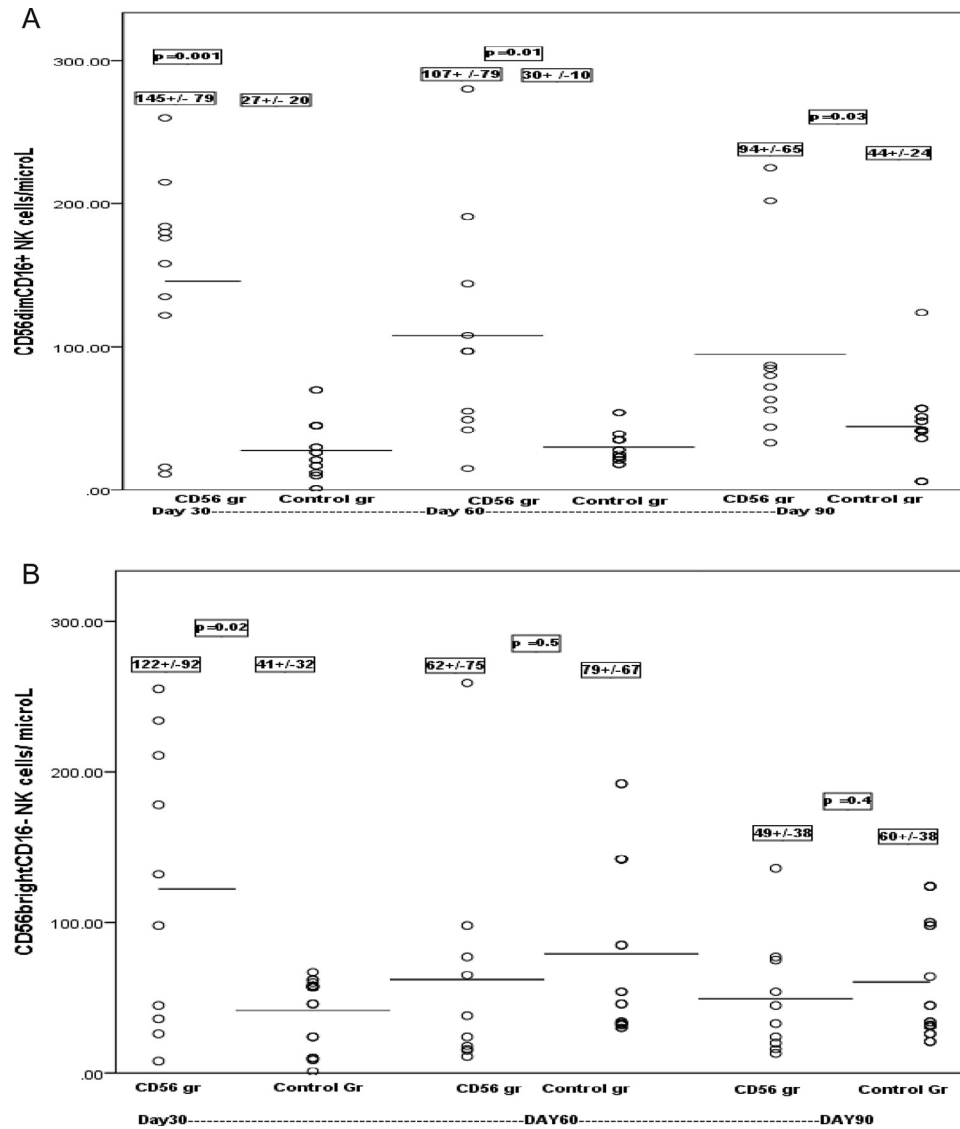 A
CD56dimCD16+ NK cells/microL
300.00
200.00
100.00
.00
p=0.001
145+/- 79
27+/- 20
p=0.01
107+ /-79
30+ /-10
p=0.03
94+/-65
44+/-24
CD56 gr Control gr CD56 gr Control gr CD56 gr Control gr
Day 30--------------------------------Day 60------------------------------------------Day 90
B
CD56brightCD16- NK cells/ microL
300.00
200.00
100.00
.00
p=0.02
122+/-92
41+/-32
p =0.5
62+/-75
79+/-67
p =0.4
49+/-38
60+/-38
CD56 gr Control Gr CD56 gr Control gr CD56 gr Control Gr
Day30--------------------------------------------------DAY60------------------------------------DAY90